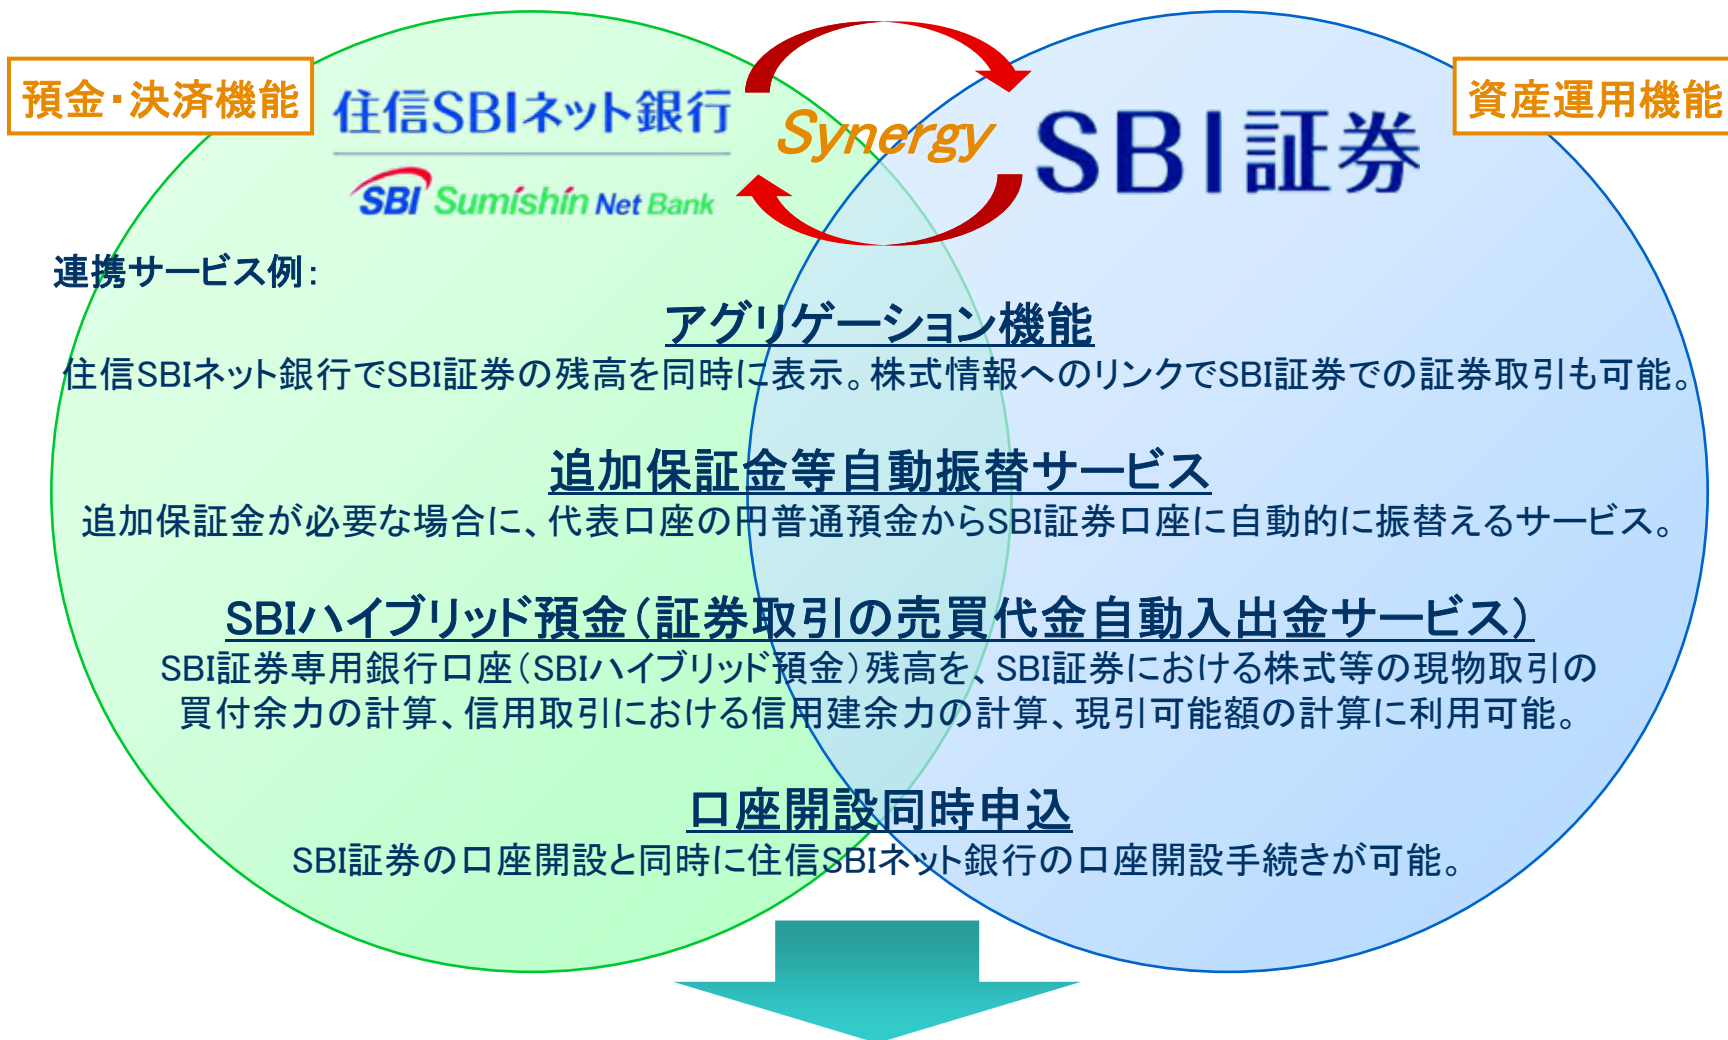 預金・決済機能
住信SBIネット銀行
SBI Sumishin Net Bank
Synergy
SBI証券
資産運用機能
連携サービス例：
アグリゲーション機能
住信SBIネット銀行でSBI証券の残高を同時に表示。株式情報へのリンクでSBI証券での証券取引も可能。
追加保証金等自動振替サービス
追加保証金が必要な場合に、代表口座の円普通預金からSBI証券口座に自動的に振替えるサービス。
SBIハイブリッド預金（証券取引の売買代金自動入出金サービス）
SBI証券専用銀行口座（SBIハイブリッド預金）残高を、SBI証券における株式等の現物取引の
買付余力の計算、信用取引における信用建余力の計算、現引可能額の計算に利用可能。
口座開設同時申込
SBI証券の口座開設と同時に住信SBIネット銀行の口座開設手続きが可能。